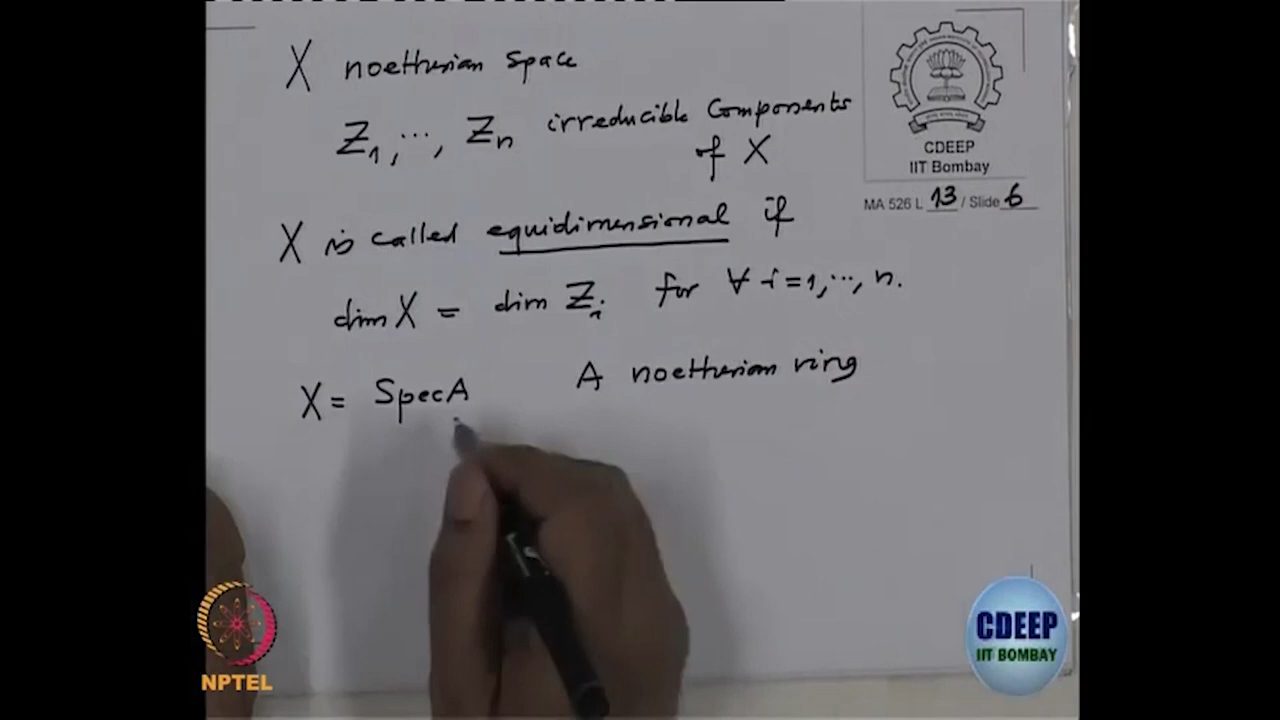 X noetherian space
Z₁, ..., Zₙ irreducible Components
of X
X is called equidimensional if
dim X = dim Zᵢ for ∀ i=1, ..., n.
X = SpecA A noetherian ring
CDEEP
IIT Bombay
MA 526 L 13 / Slide 6
NPTEL
CDEEP
IIT BOMBAY